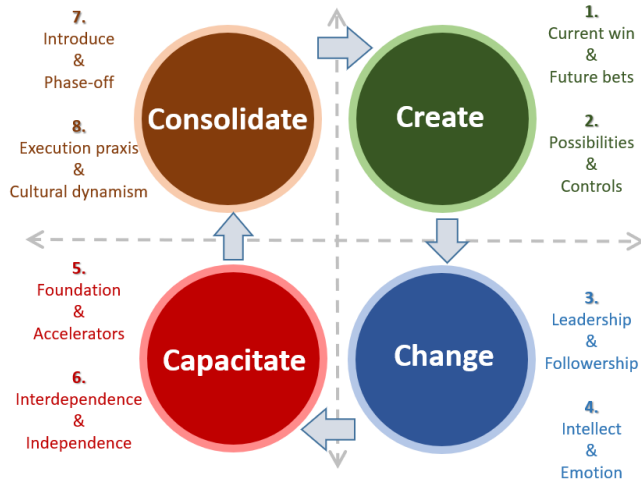 7.
Introduce
&
Phase-off
8.
Execution praxis
&
Cultural dynamism
Consolidate
Create
1.
Current win
&
Future bets
2.
Possibilities
&
Controls
5.
Foundation
&
Accelerators
6.
Interdependence
&
Independence
Capacitate
Change
3.
Leadership
&
Followership
4.
Intellect
&
Emotion